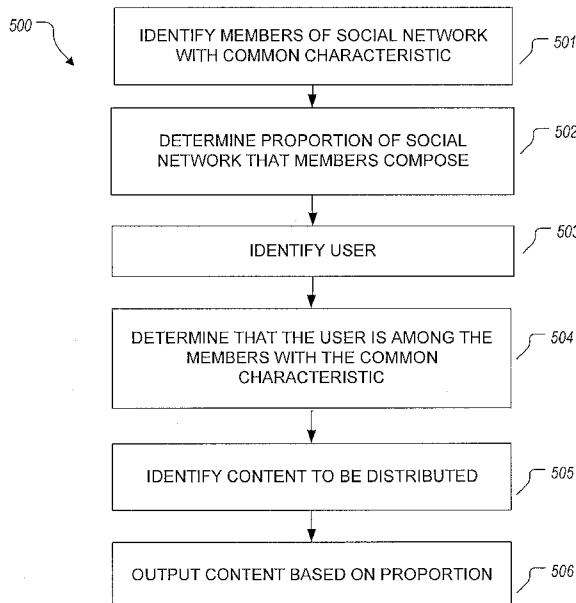 500
IDENTIFY MEMBERS OF SOCIAL NETWORK
WITH COMMON CHARACTERISTIC
501
DETERMINE PROPORTION OF SOCIAL
NETWORK THAT MEMBERS COMPOSE
502
IDENTIFY USER
503
DETERMINE THAT THE USER IS AMONG THE
MEMBERS WITH THE COMMON
CHARACTERISTIC
504
IDENTIFY CONTENT TO BE DISTRIBUTED
505
OUTPUT CONTENT BASED ON PROPORTION
506